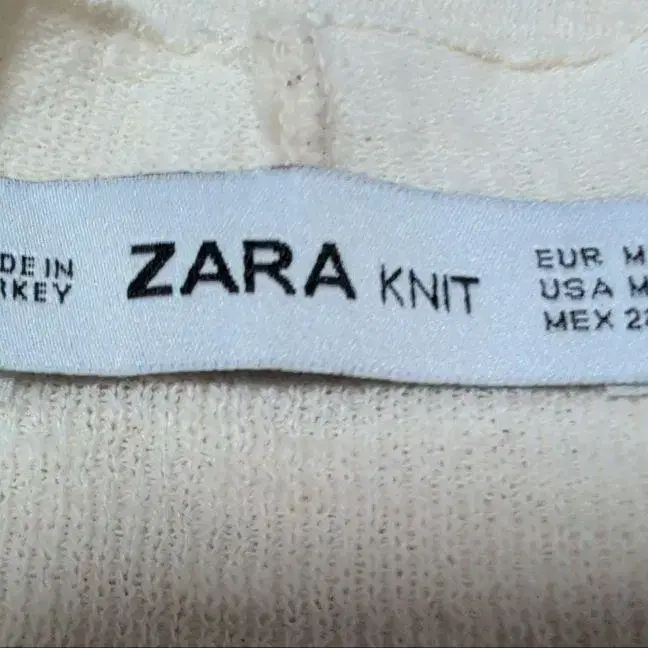 DE IN
RKEY
ZARA KNIT
EUR M
USA M
MEX 2